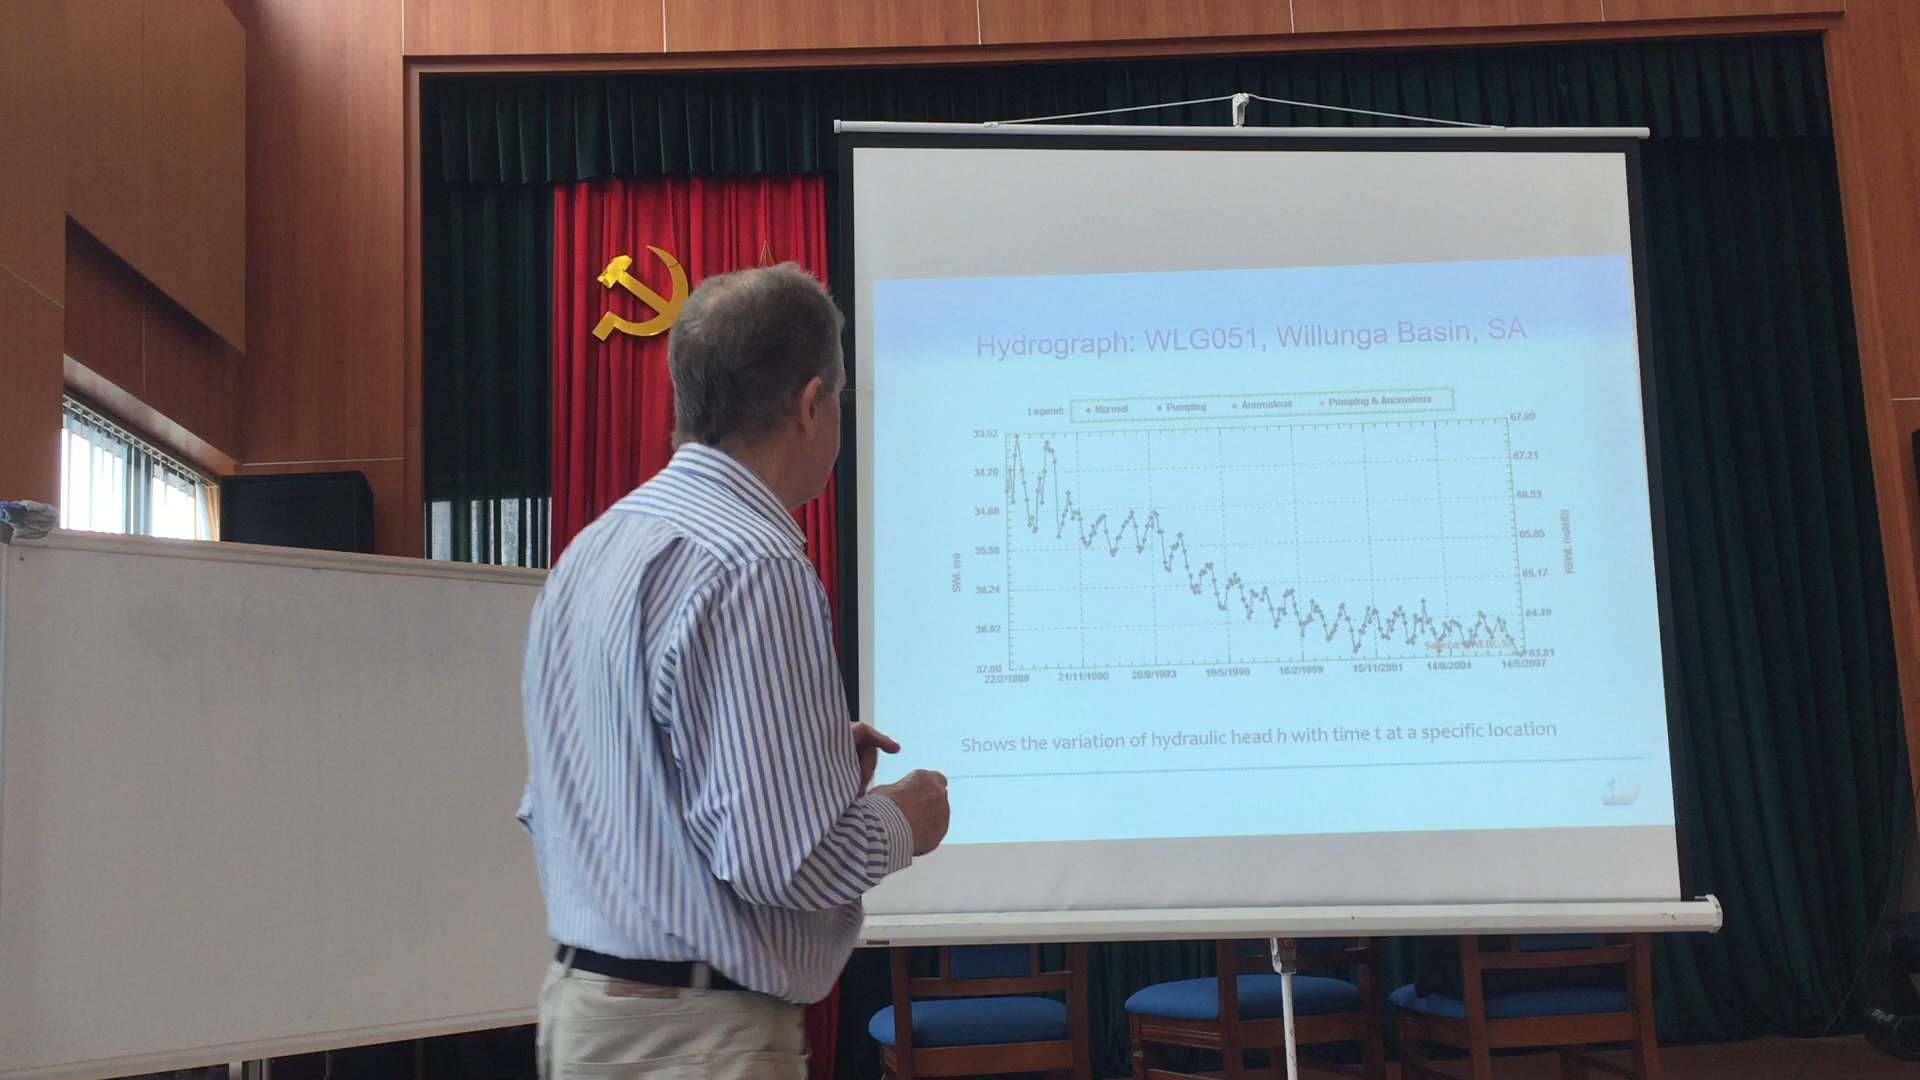 Hydrograph: WLG051, Willunga Basin, SA
Legend: Normal Pumping Anomalous Pumping & Anomalous
33.52
34.20
34.88
35.56
36.24
36.92
37.60
SWL (m)
67.89
67.21
66.53
65.85
65.17
64.49
63.81
RSWL (mAHD)
22/2/1988 21/11/1990 20/8/1993 19/5/1996 16/2/1999 15/11/2001 14/8/2004 14/5/2007
Shows the variation of hydraulic head h with time t at a specific location